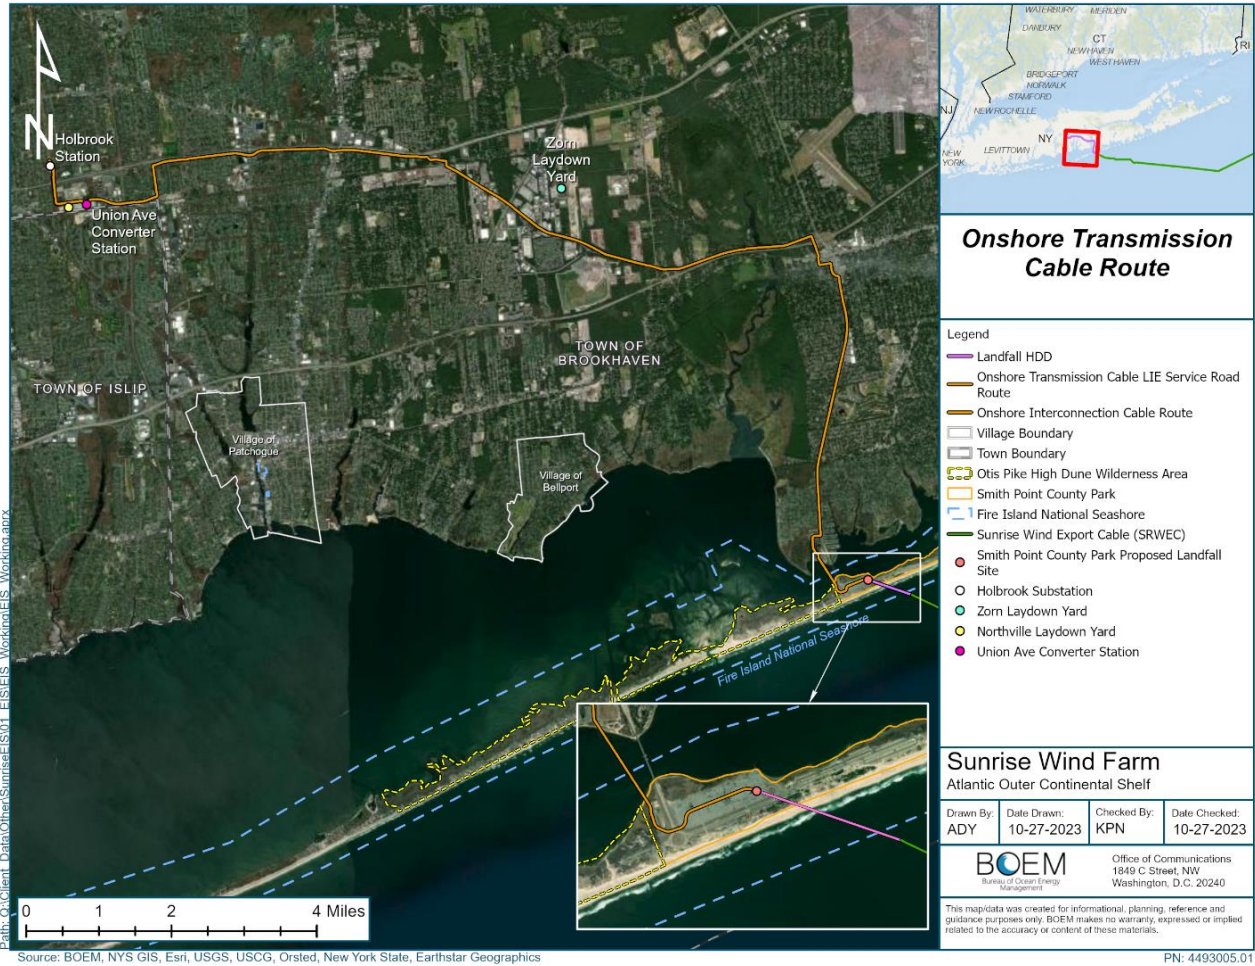 N
Holbrook
Station
Union Ave
Converter
Station
Zorn
Laydown
Yard
TOWN OF ISLIP
TOWN OF
BROOKHAVEN
Village of
Patchogue
Village of
Bellport
Fire Island National Seashore
0 1 2 4 Miles
Path: Q:\Client_Data\Other\SunriseEIS\01_EIS\EIS_Working\EIS_Working.aprx
Source: BOEM, NYS GIS, Esri, USGS, USCG, Orsted, New York State, Earthstar Geographics
WATERBURY MERIDEN
DANBURY
CT
RI
NEW HAVEN
WEST HAVEN
BRIDGEPORT
NORWALK
STAMFORD
NEW ROCHELLE
NJ
NY
LEVITTOWN
NEW
YORK
Onshore Transmission
Cable Route
Legend
Landfall HDD
Onshore Transmission Cable LIE Service Road
Route
Onshore Interconnection Cable Route
Village Boundary
Town Boundary
Otis Pike High Dune Wilderness Area
Smith Point County Park
Fire Island National Seashore
Sunrise Wind Export Cable (SRWEC)
Smith Point County Park Proposed Landfall
Site
Holbrook Substation
Zorn Laydown Yard
Northville Laydown Yard
Union Ave Converter Station
Sunrise Wind Farm
Atlantic Outer Continental Shelf
Drawn By:
ADY
Date Drawn:
10-27-2023
Checked By:
KPN
Date Checked:
10-27-2023
BOEM
Bureau of Ocean Energy
Management
Office of Communications
1849 C Street, NW
Washington, D.C. 20240
This map/data was created for informational, planning, reference and
guidance purposes only. BOEM makes no warranty, expressed or implied
related to the accuracy or content of these materials.
PN: 4493005.01